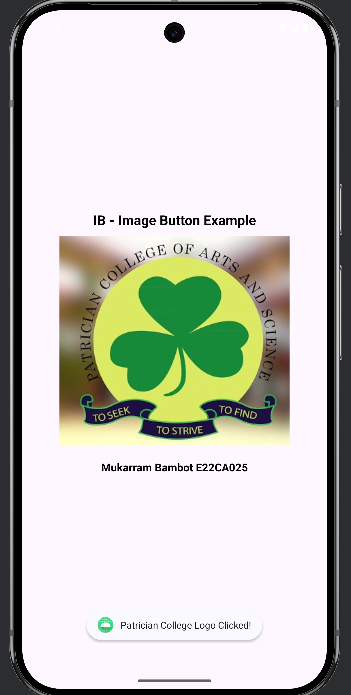 IB - Image Button Example
PATRICIAN COLLEGE OF ARTS AND SCIENCE
TO SEEK
TO STRIVE
TO FIND
Mukarram Bambot E22CA025
Patrician College Logo Clicked!